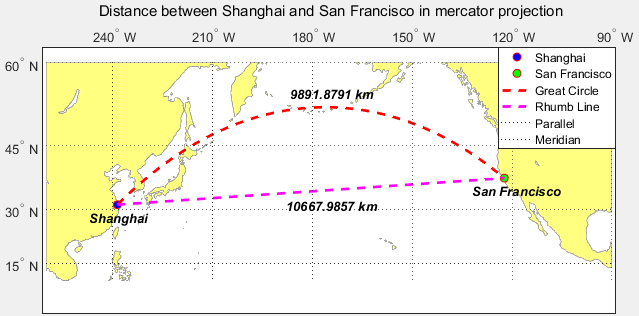 Distance between Shanghai and San Francisco in mercator projection
240° W 210° W 180° W 150° W 120° W 90° W
60° N
45° N
30° N
15° N
Shanghai
San Francisco
Great Circle
Rhumb Line
Parallel
Meridian
9891.8791 km
San Francisco
10667.9857 km
Shanghai